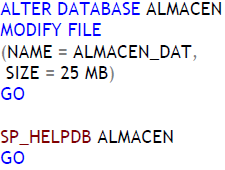 ALTER DATABASE ALMACEN
MODIFY FILE
(NAME = ALMACEN_DAT,
SIZE = 25 MB)
GO
SP_HELPDB ALMACEN
GO